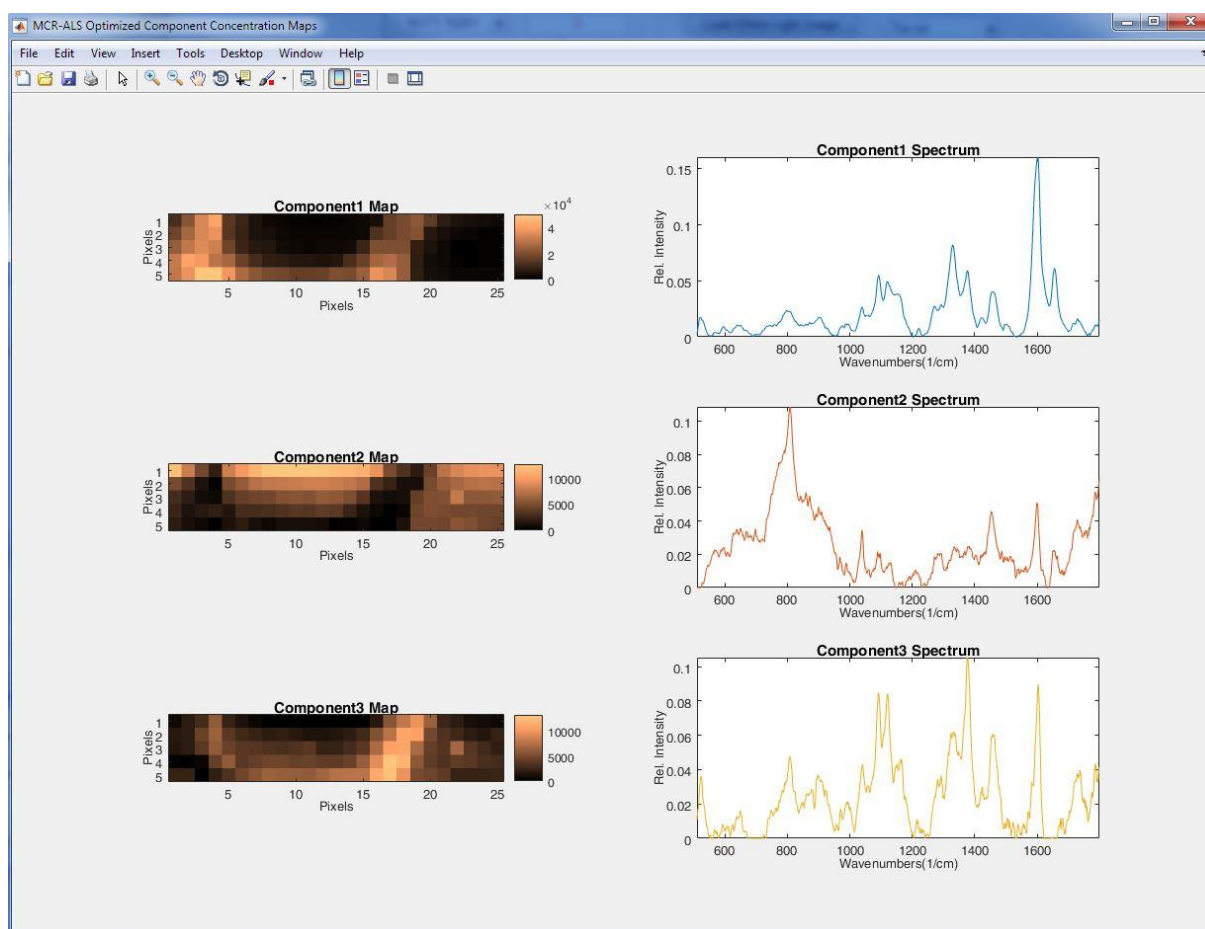 MCR-ALS Optimized Component Concentration Maps
File Edit View Insert Tools Desktop Window Help
Component1 Map
×10⁴
4
2
0
1
2
3
4
5
Pixels
5 10 15 20 25
Pixels
Component1 Spectrum
0.15
0.1
0.05
0
Rel. Intensity
600 800 1000 1200 1400 1600
Wavenumbers(1/cm)
Component2 Map
10000
5000
0
1
2
3
4
5
Pixels
5 10 15 20 25
Pixels
Component2 Spectrum
0.1
0.08
0.06
0.04
0.02
0
Rel. Intensity
600 800 1000 1200 1400 1600
Wavenumbers(1/cm)
Component3 Map
10000
5000
0
1
2
3
4
5
Pixels
5 10 15 20 25
Pixels
Component3 Spectrum
0.1
0.08
0.06
0.04
0.02
0
Rel. Intensity
600 800 1000 1200 1400 1600
Wavenumbers(1/cm)